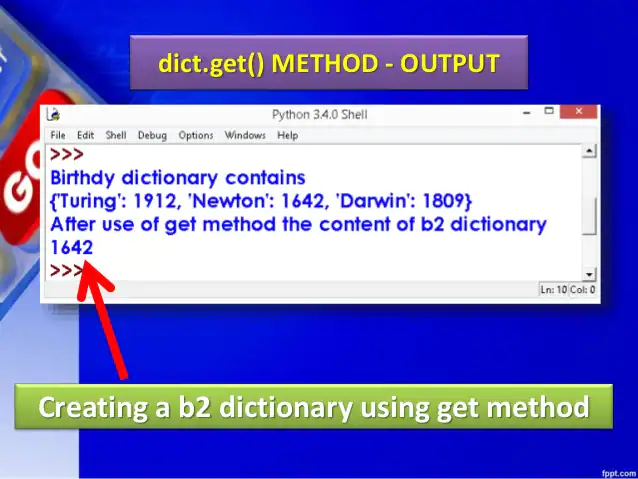 dict.get() METHOD - OUTPUT
Python 3.4.0 Shell
File Edit Shell Debug Options Windows Help
>>>
Birthdy dictionary contains
{'Turing': 1912, 'Newton': 1642, 'Darwin': 1809}
After use of get method the content of b2 dictionary
1642
>>>
Ln: 10 Col: 0
Creating a b2 dictionary using get method
fppt.com